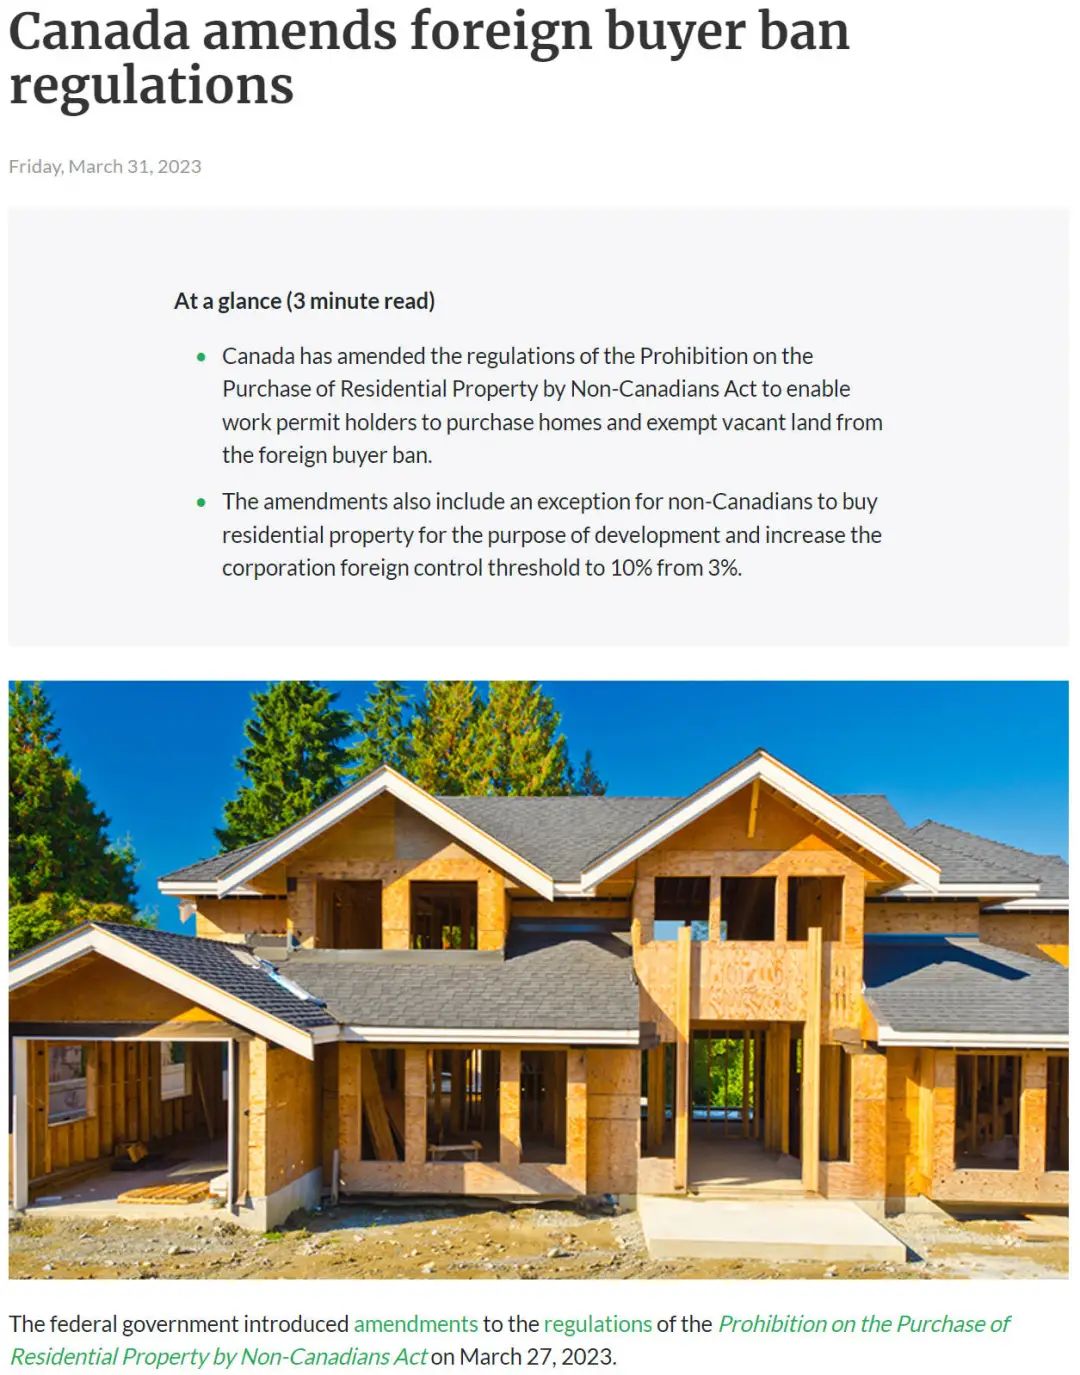 Canada amends foreign buyer ban
regulations
Friday, March 31, 2023
At a glance (3 minute read)
• Canada has amended the regulations of the Prohibition on the
Purchase of Residential Property by Non-Canadians Act to enable
work permit holders to purchase homes and exempt vacant land from
the foreign buyer ban.
• The amendments also include an exception for non-Canadians to buy
residential property for the purpose of development and increase the
corporation foreign control threshold to 10% from 3%.
The federal government introduced amendments to the regulations of the Prohibition on the Purchase of
Residential Property by Non-Canadians Act on March 27, 2023.